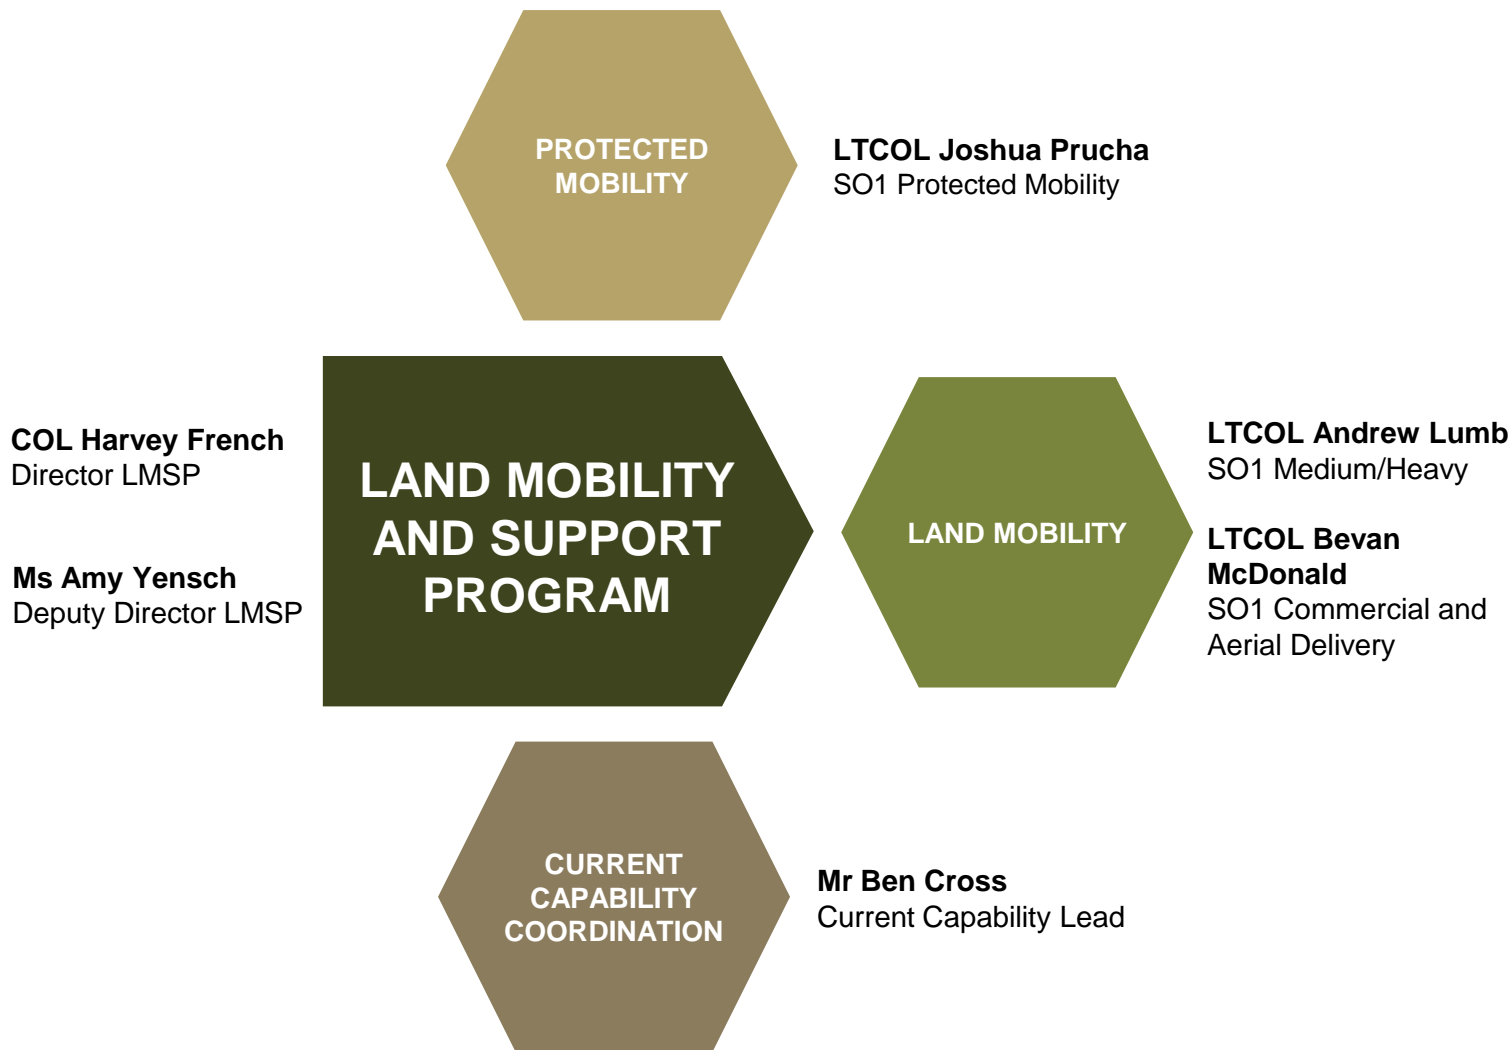 PROTECTED
MOBILITY
LTCOL Joshua Prucha
SO1 Protected Mobility
COL Harvey French
Director LMSP
Ms Amy Yensch
Deputy Director LMSP
LAND MOBILITY
AND SUPPORT
PROGRAM
LAND MOBILITY
LTCOL Andrew Lumb
SO1 Medium/Heavy
LTCOL Bevan
McDonald
SO1 Commercial and
Aerial Delivery
CURRENT
CAPABILITY
COORDINATION
Mr Ben Cross
Current Capability Lead